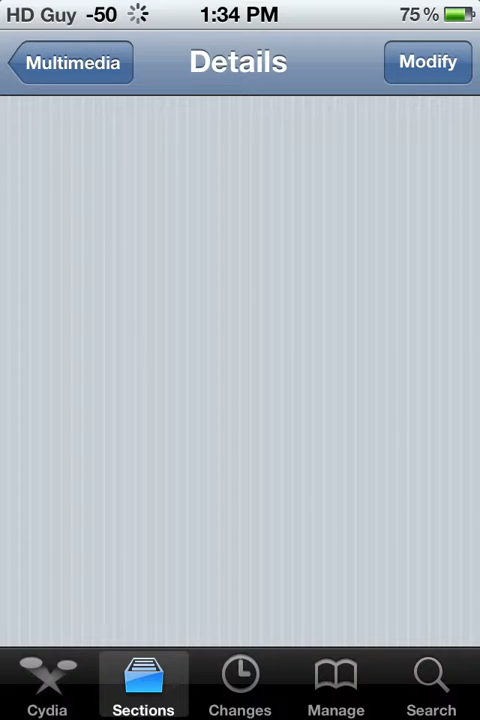 HD Guy -50 1:34 PM 75%
Multimedia Details Modify
Cydia Sections Changes Manage Search